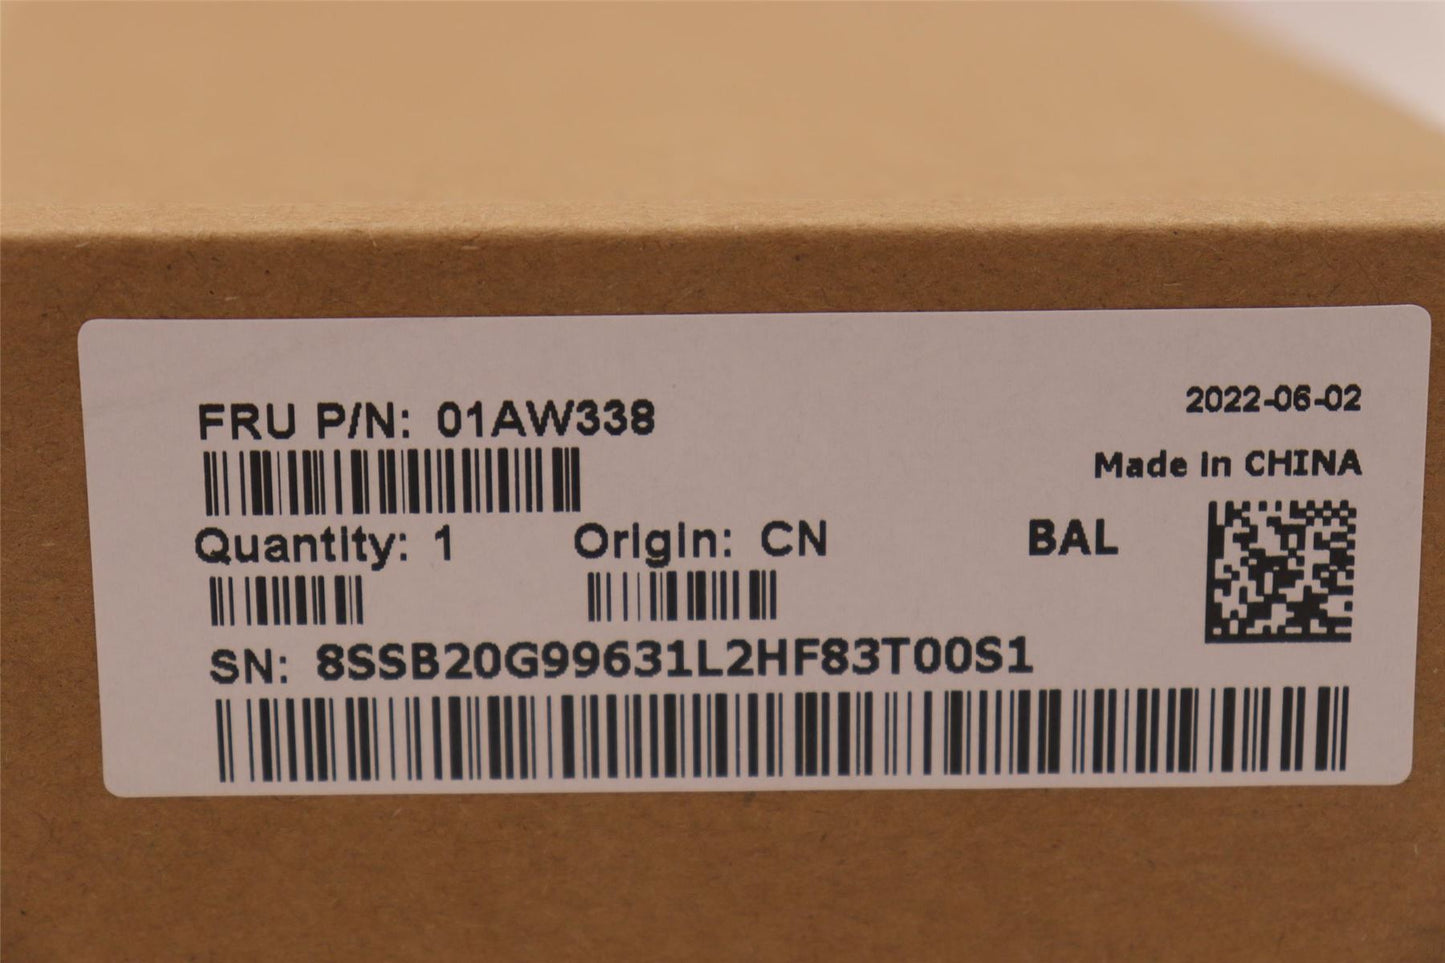 2022-06-02
FRU P/N: 01AW338
Made in CHINA
Quantity: 1 Origin: CN BAL
SN: 8SSB20G99631L2HF83T00S1